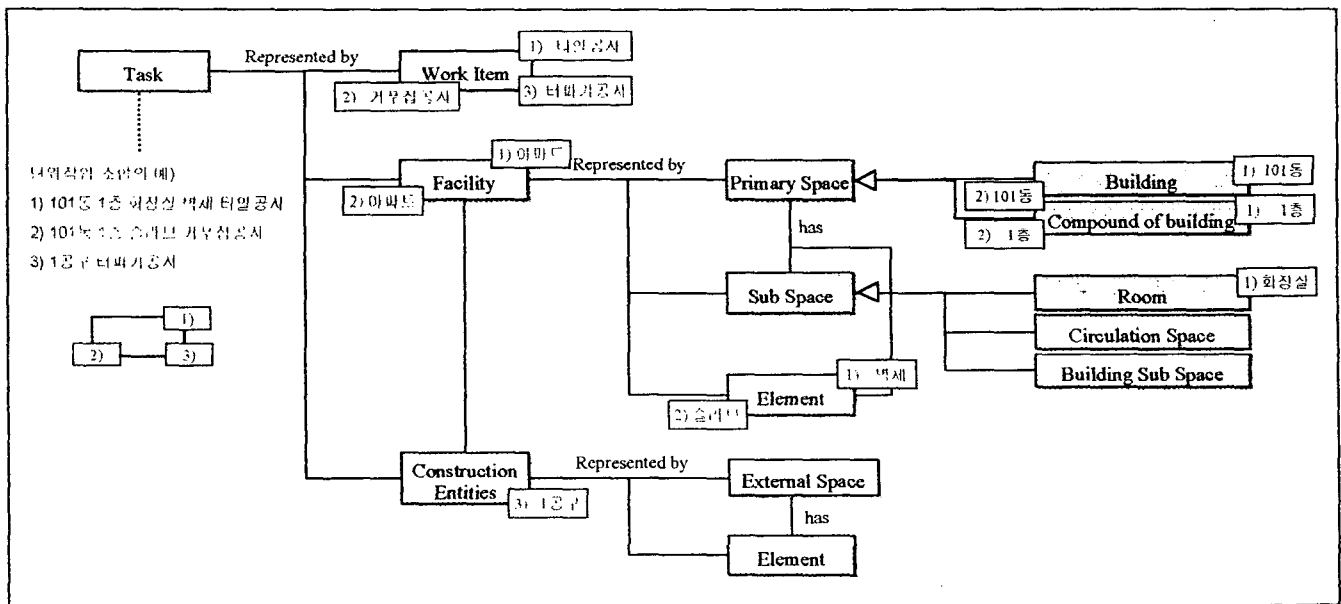 Task
Represented by
Work Item
1) 타일공사
2) 거푸집공사
3) 터파기공사
1) 101동 1층 화장실 벽체 타일공사
2) 101동 1층 슬라브 거푸집공사
3) 1공구 터파기공사
1)
2)
3)
Facility
1) 아파트
2) 아파트
Represented by
Primary Space
has
Sub Space
Element
1) 벽체
2) 슬라브
Building
1) 101동
2) 101동
Compound of building
1) 1층
2) 1층
Room
1) 화장실
Circulation Space
Building Sub Space
Construction
Entities
3) 1공구
Represented by
External Space
has
Element